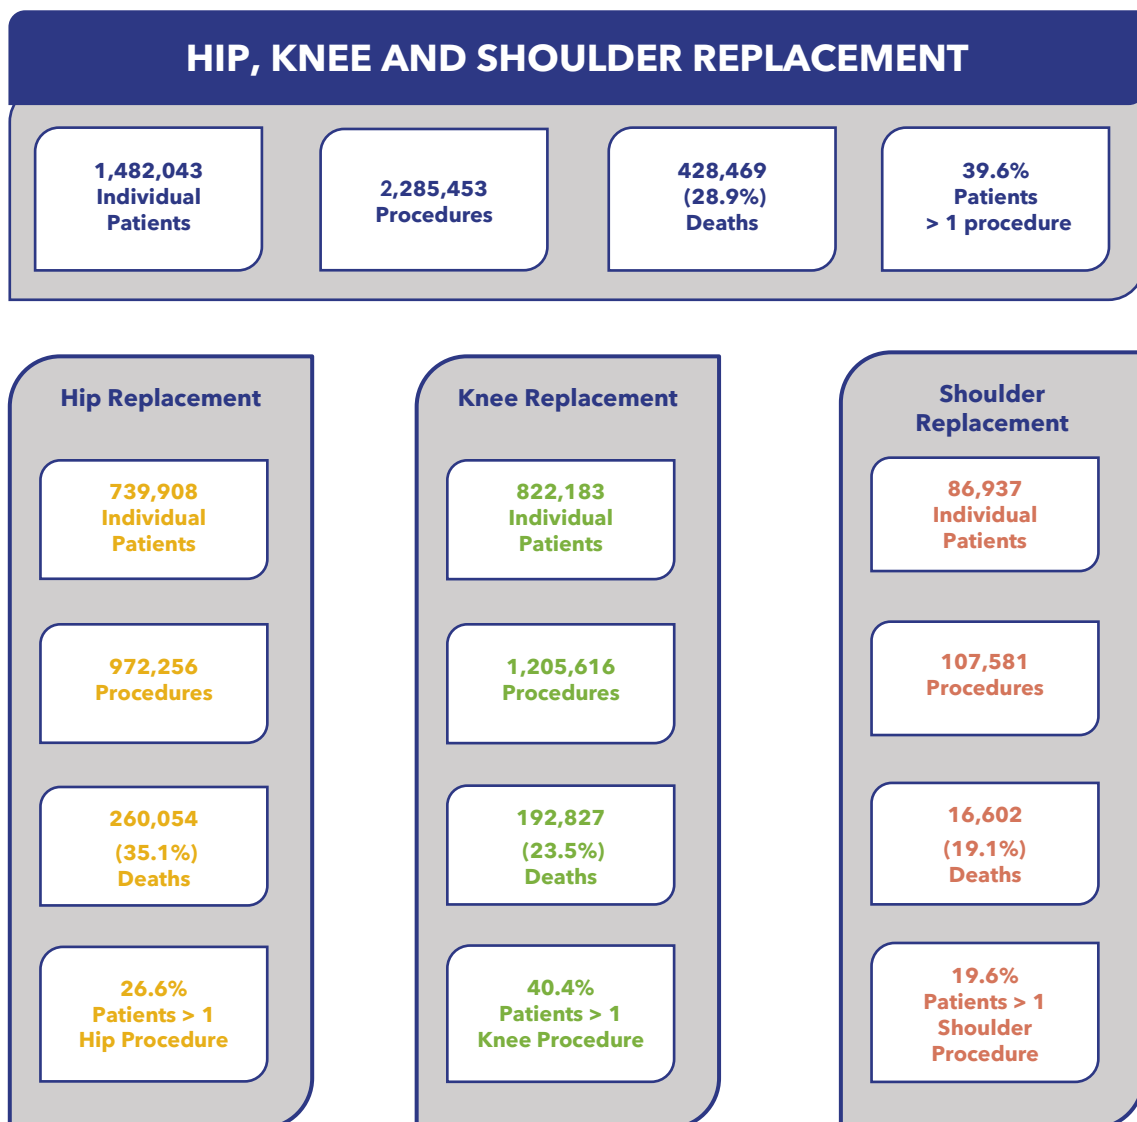 HIP, KNEE AND SHOULDER REPLACEMENT
1,482,043
Individual
Patients
2,285,453
Procedures
428,469
(28.9%)
Deaths
39.6%
Patients
> 1 procedure
Hip Replacement
739,908
Individual
Patients
972,256
Procedures
260,054
(35.1%)
Deaths
26.6%
Patients > 1
Hip Procedure
Knee Replacement
822,183
Individual
Patients
1,205,616
Procedures
192,827
(23.5%)
Deaths
40.4%
Patients > 1
Knee Procedure
Shoulder
Replacement
86,937
Individual
Patients
107,581
Procedures
16,602
(19.1%)
Deaths
19.6%
Patients > 1
Shoulder
Procedure